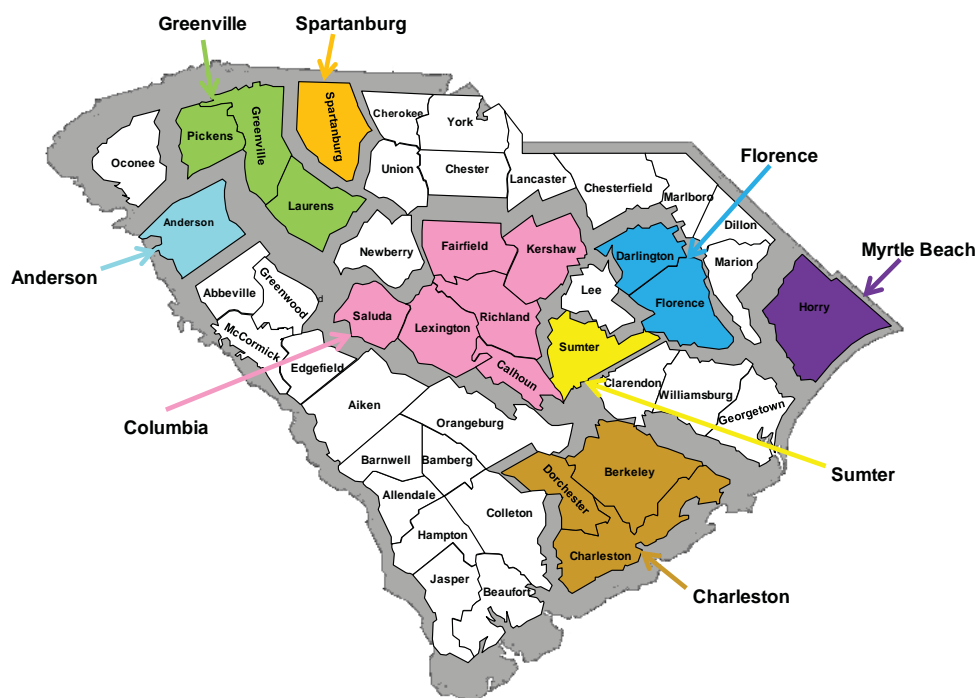 Greenville
Spartanburg
Spartanburg
Cherokee
York
Greenville
Pickens
Oconee
Union
Chester
Lancaster
Chesterfield
Marlboro
Florence
Laurens
Anderson
Dillon
Newberry
Fairfield
Kershaw
Darlington
Marion
Myrtle Beach
Anderson
Abbeville
Greenwood
Lee
Florence
Horry
Saluda
Lexington
Richland
McCormick
Edgefield
Sumter
Calhoun
Clarendon
Williamsburg
Georgetown
Aiken
Columbia
Orangeburg
Barnwell
Bamberg
Berkeley
Sumter
Dorchester
Allendale
Colleton
Hampton
Charleston
Jasper
Beaufort
Charleston